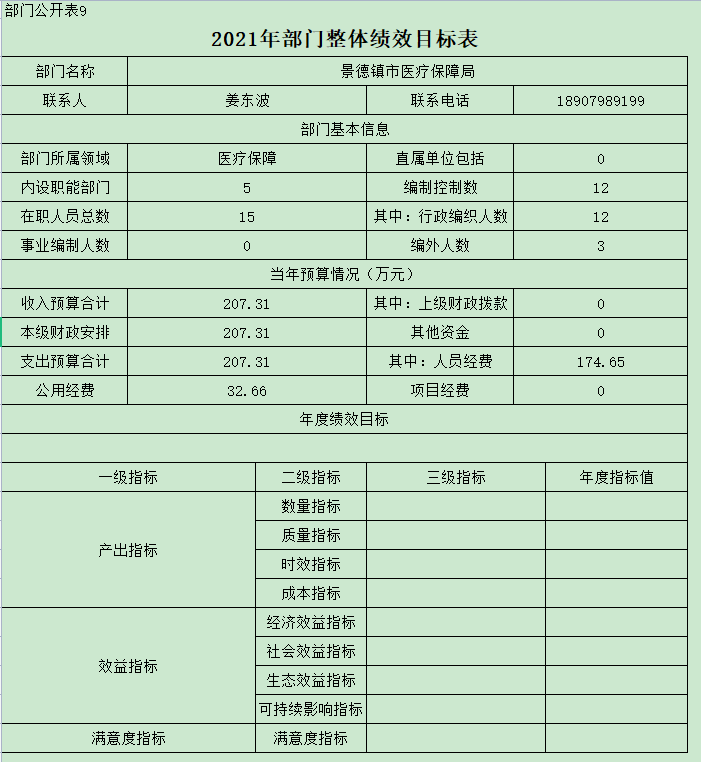 部门公开表9
2021年部门整体绩效目标表
部门名称 景德镇市医疗保障局
联系人 姜东波 联系电话 18907989199
部门基本信息
部门所属领域 医疗保障 直属单位包括 0
内设职能部门 5 编制控制数 12
在职人员总数 15 其中：行政编织人数 12
事业编制人数 0 编外人数 3
当年预算情况（万元）
收入预算合计 207.31 其中：上级财政拨款 0
本级财政安排 207.31 其他资金 0
支出预算合计 207.31 其中：人员经费 174.65
公用经费 32.66 项目经费 0
年度绩效目标
一级指标 二级指标 三级指标 年度指标值
产出指标 数量指标
质量指标
时效指标
成本指标
效益指标 经济效益指标
社会效益指标
生态效益指标
可持续影响指标
满意度指标 满意度指标